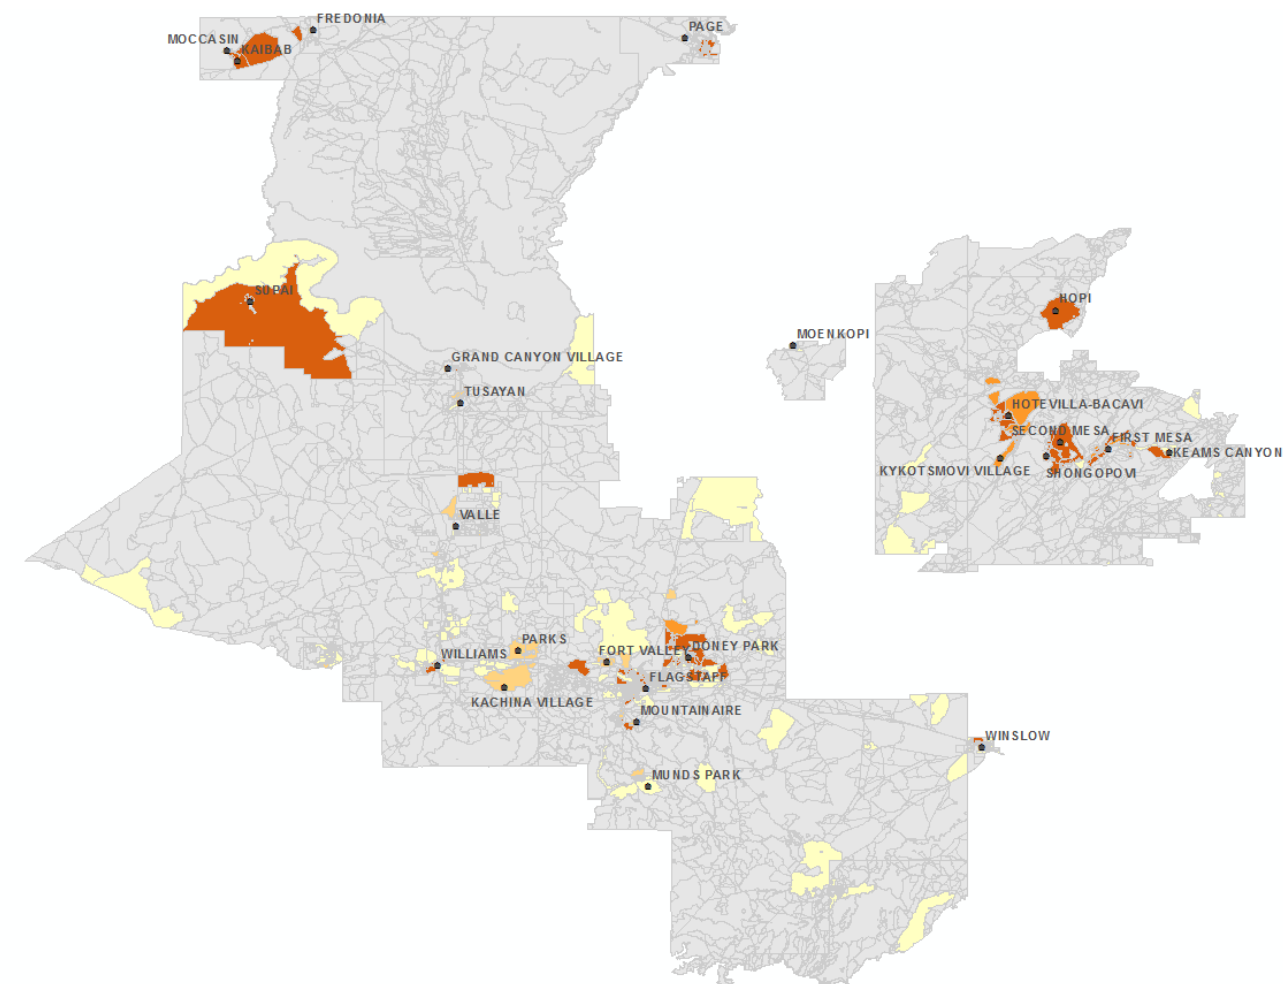 FREDONIA
PAGE
MOCCASIN
KAIBAB
SUPAI
HOPI
MOENKOPI
GRAND CANYON VILLAGE
TUSAYAN
HOTEVILLA-BACAVI
SECOND MESA
FIRST MESA
KEAMS CANYON
KYKOTSMOVI VILLAGE
SHONGOPOVI
VALLE
PARKS
WILLIAMS
FORT VALLEY
DONEY PARK
FLAGSTAFF
KACHINA VILLAGE
MOUNTAINAIRE
WINSLOW
MUNDS PARK